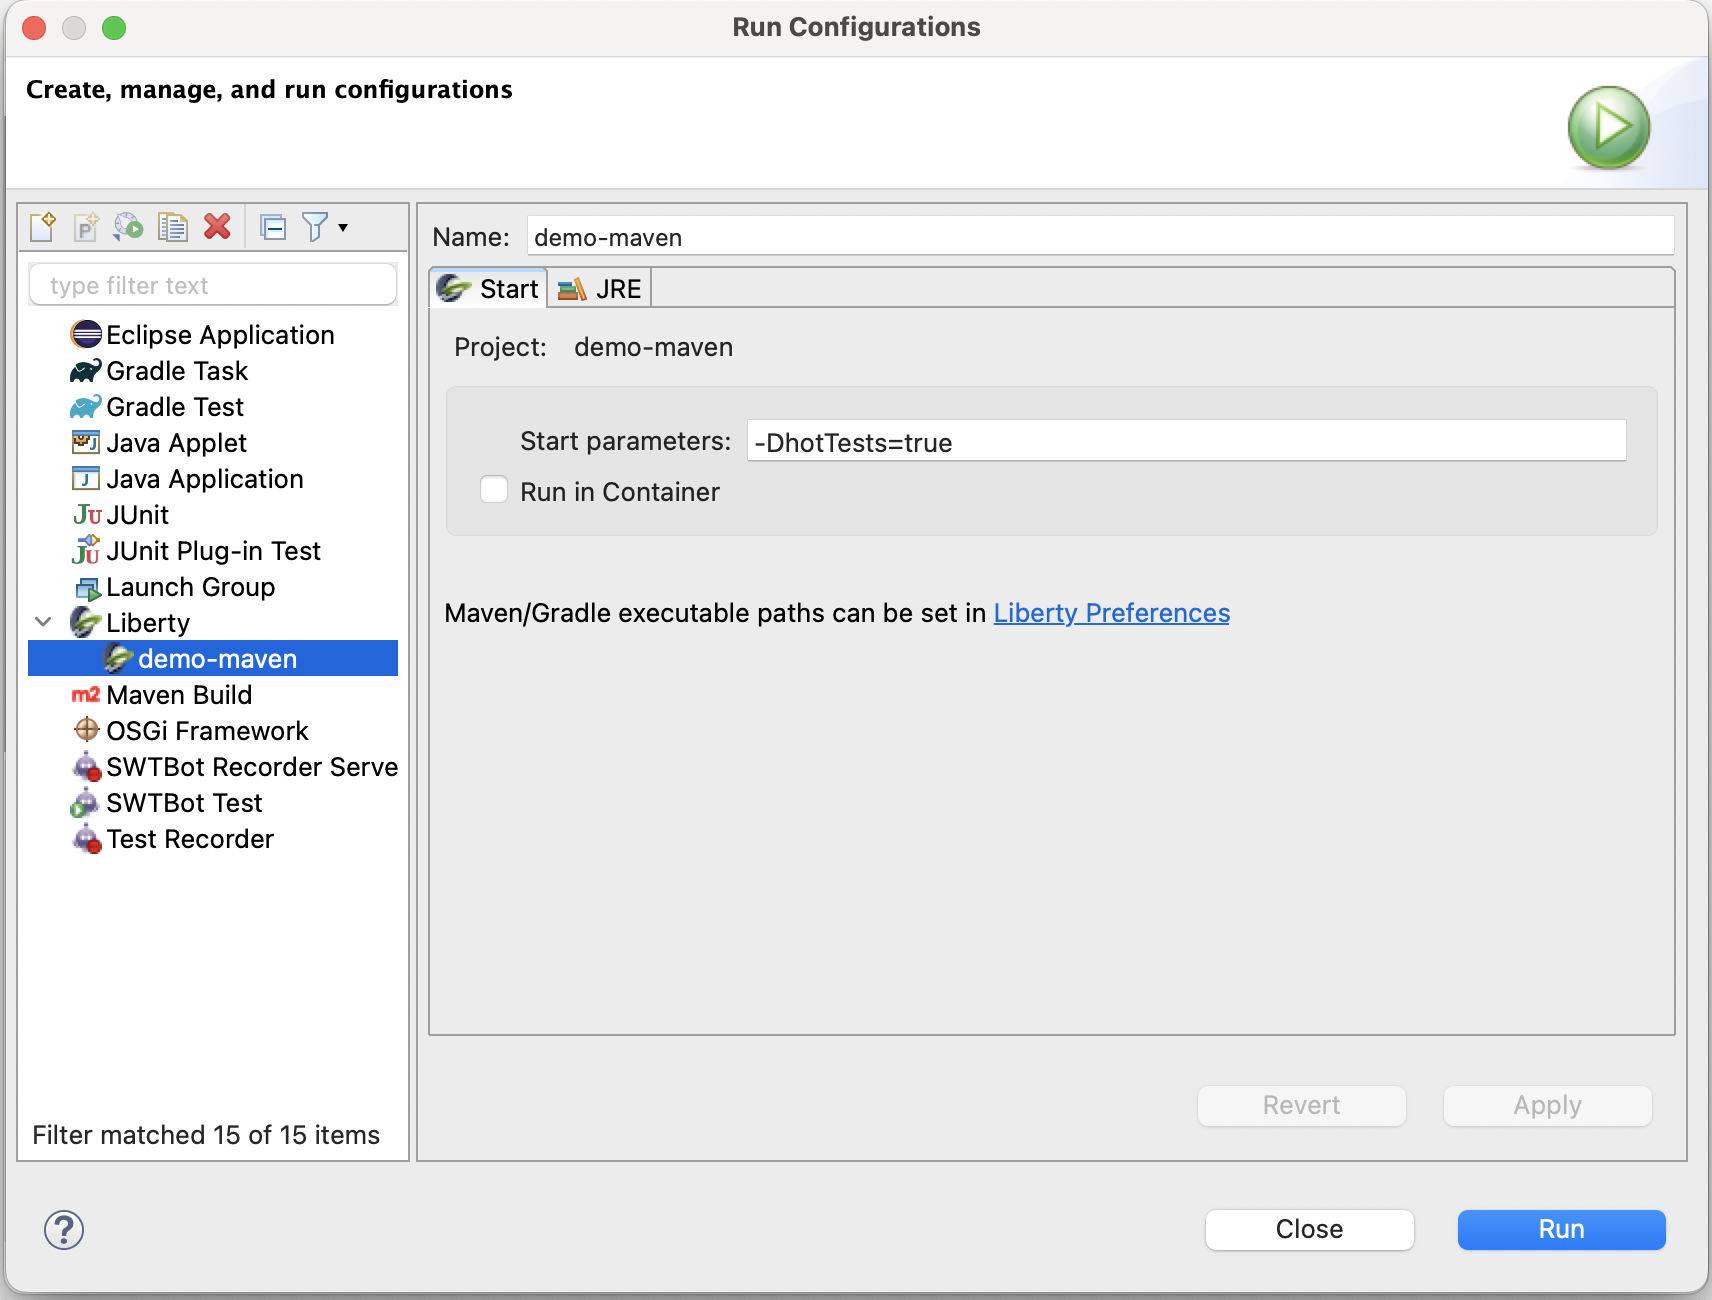 Run Configurations
Create, manage, and run configurations
type filter text
Eclipse Application
Gradle Task
Gradle Test
Java Applet
Java Application
JUnit
JUnit Plug-in Test
Launch Group
Liberty
demo-maven
Maven Build
OSGi Framework
SWTBot Recorder Serve
SWTBot Test
Test Recorder
Filter matched 15 of 15 items
Name: demo-maven
Start JRE
Project: demo-maven
Start parameters: -DhotTests=true
Run in Container
Maven/Gradle executable paths can be set in Liberty Preferences
Revert Apply
Close Run